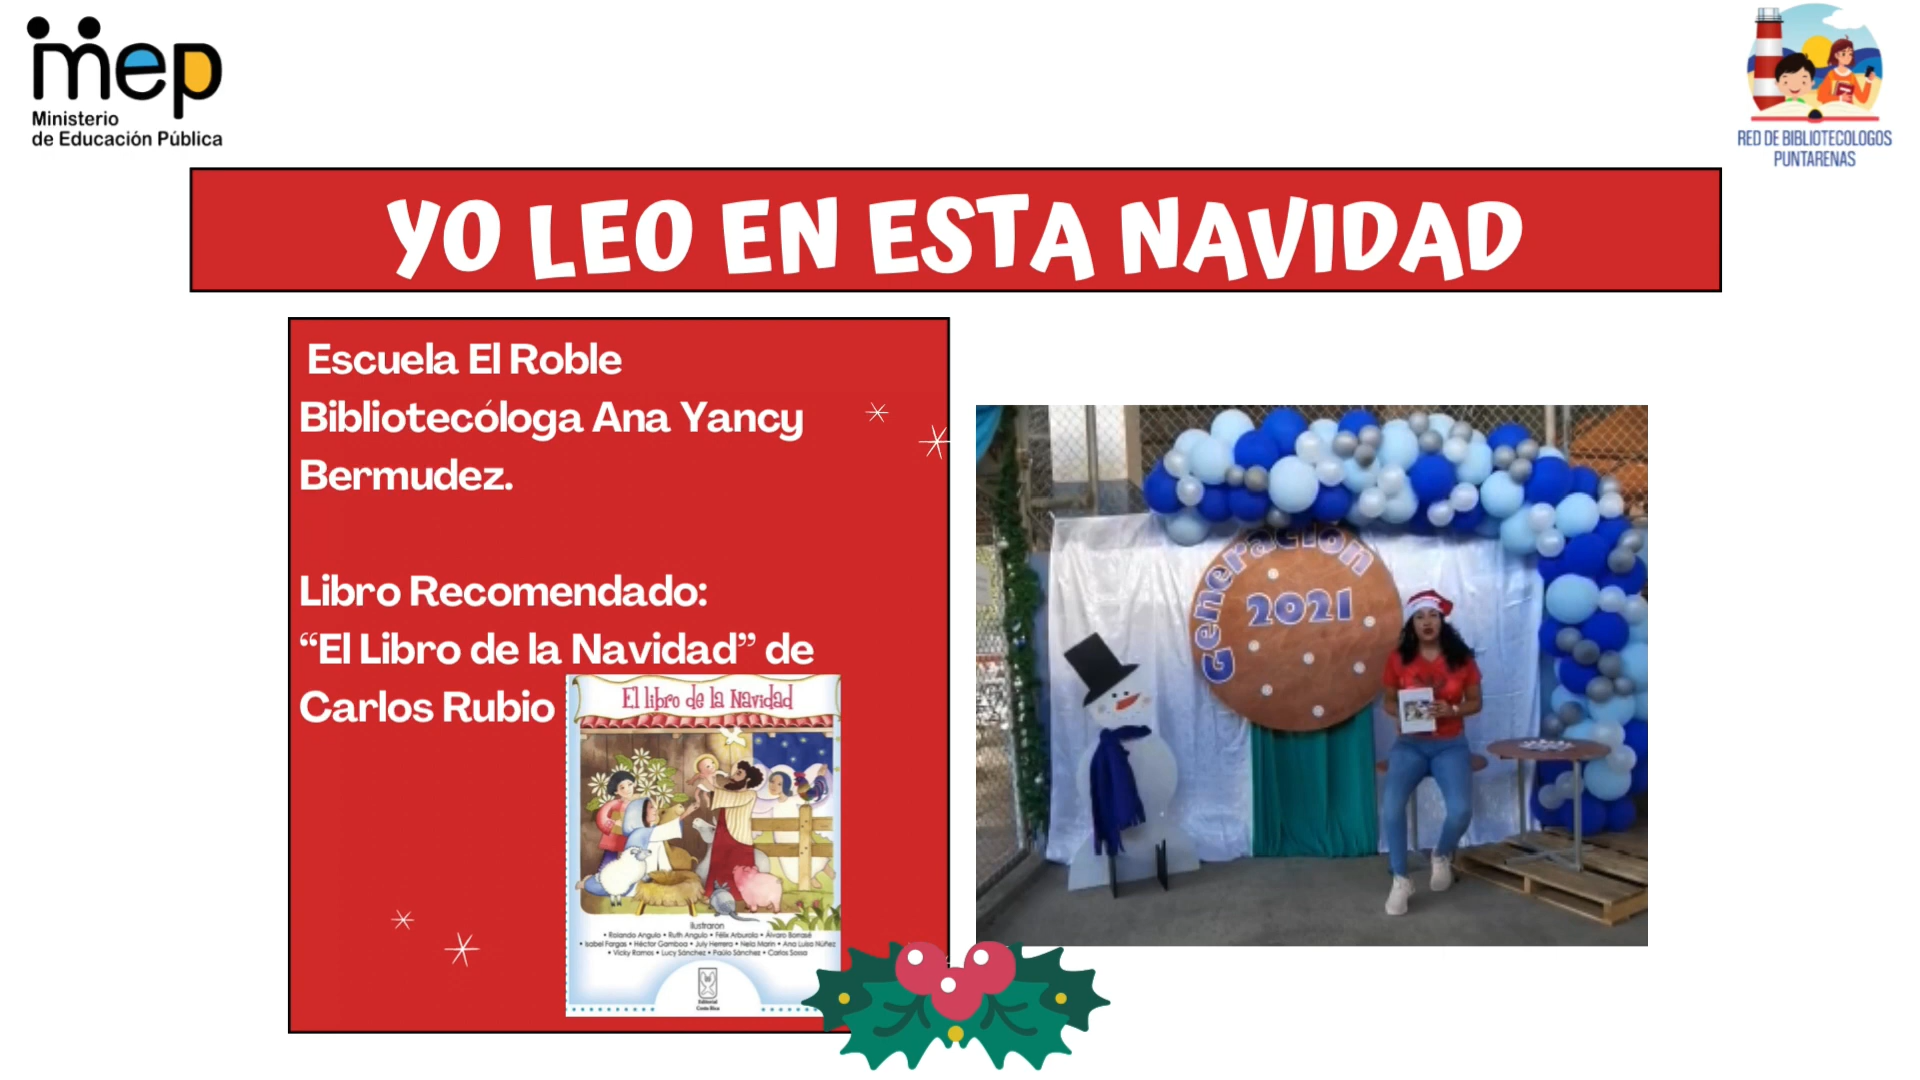 mep
Ministerio
de Educación Pública
RED DE BIBLIOTECOLOGOS
PUNTARENAS
YO LEO EN ESTA NAVIDAD
Escuela El Roble
Bibliotecóloga Ana Yancy
Bermudez.
Libro Recomendado:
“El Libro de la Navidad” de
Carlos Rubio
El libro de la Navidad
Ilustraron
• Rolando Angulo • Ruth Angulo • Félix Arburola • Álvaro Borrasé
• Isabel Fargas • Héctor Gamboa • July Herrera • Nela Marín • Ana Luisa Núñez
• Vicky Ramos • Lucy Sánchez • Paulo Sánchez • Carlos Sossa
Editorial
Costa Rica
Generación
2021